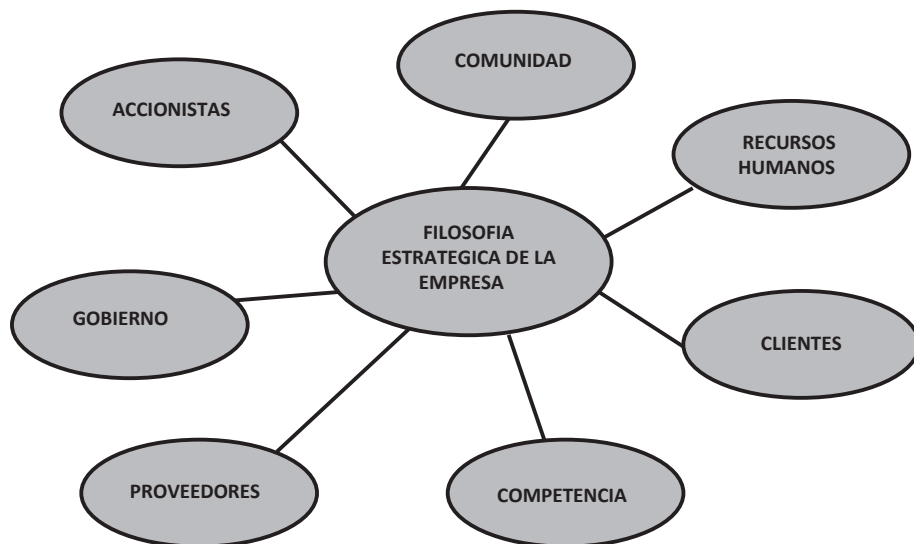 COMUNIDAD
ACCIONISTAS
RECURSOS
HUMANOS
FILOSOFIA
ESTRATEGICA DE LA
EMPRESA
GOBIERNO
CLIENTES
PROVEEDORES
COMPETENCIA